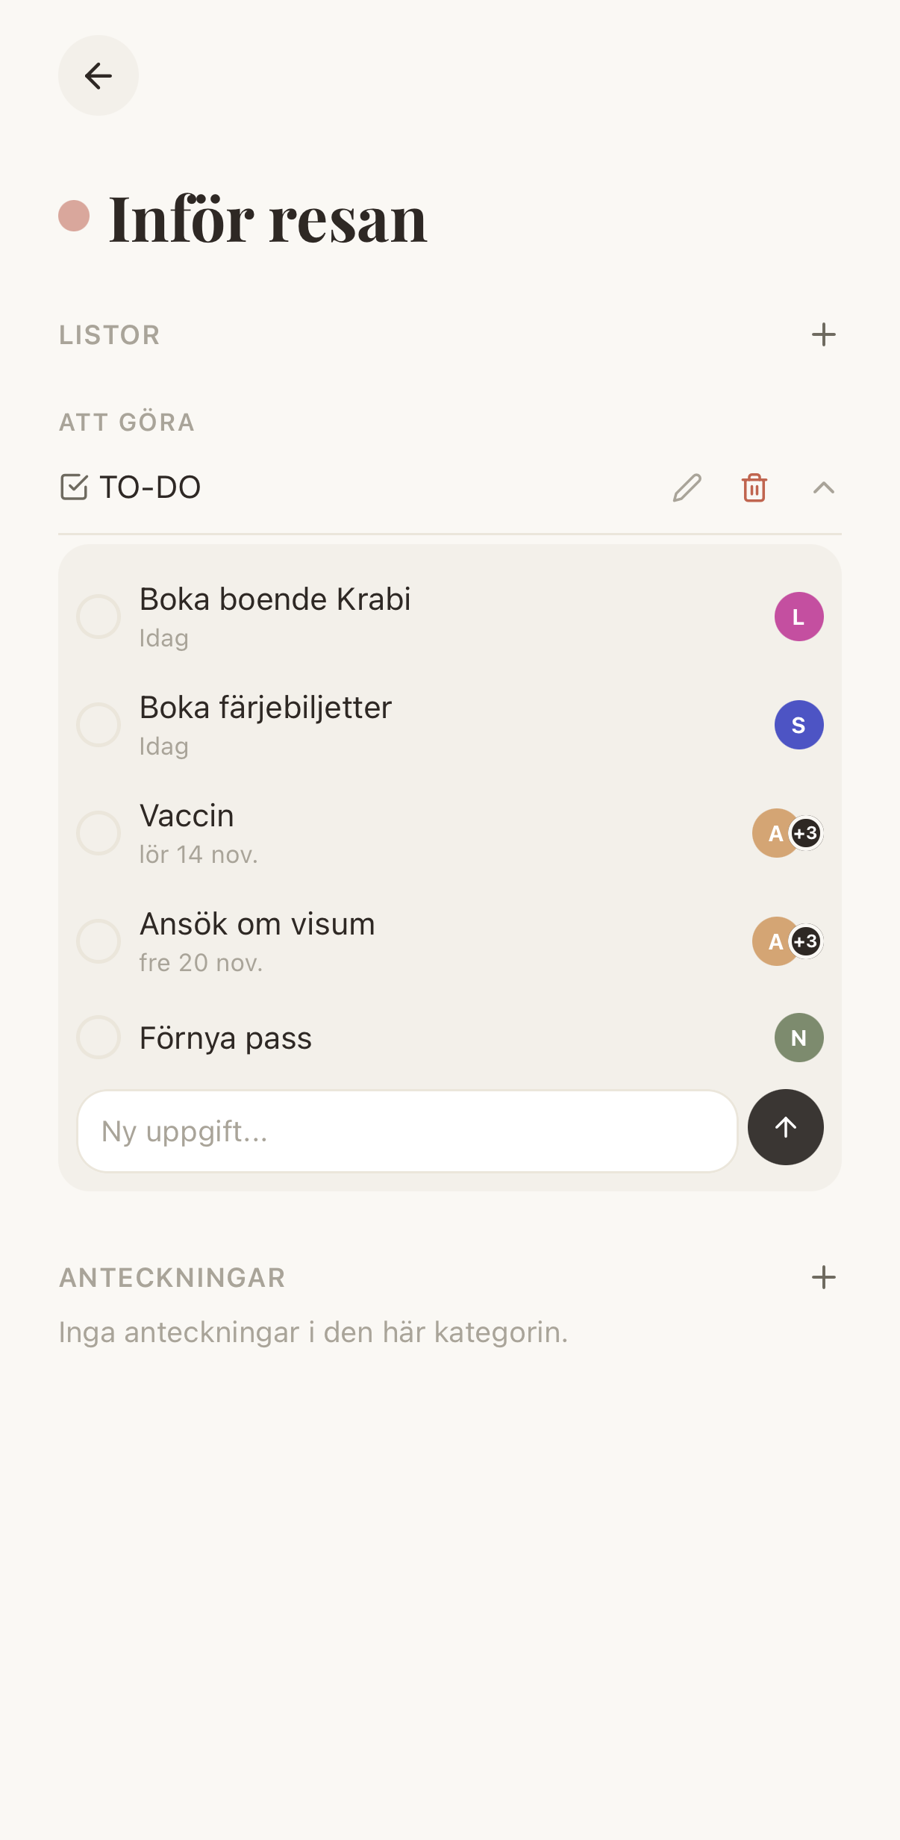 Inför resan
LISTOR
ATT GÖRA
TO-DO
Boka boende Krabi
Idag
L
Boka färjebiljetter
Idag
S
Vaccin
lör 14 nov.
A +3
Ansök om visum
fre 20 nov.
A +3
Förnya pass
N
Ny uppgift...
ANTECKNINGAR
Inga anteckningar i den här kategorin.